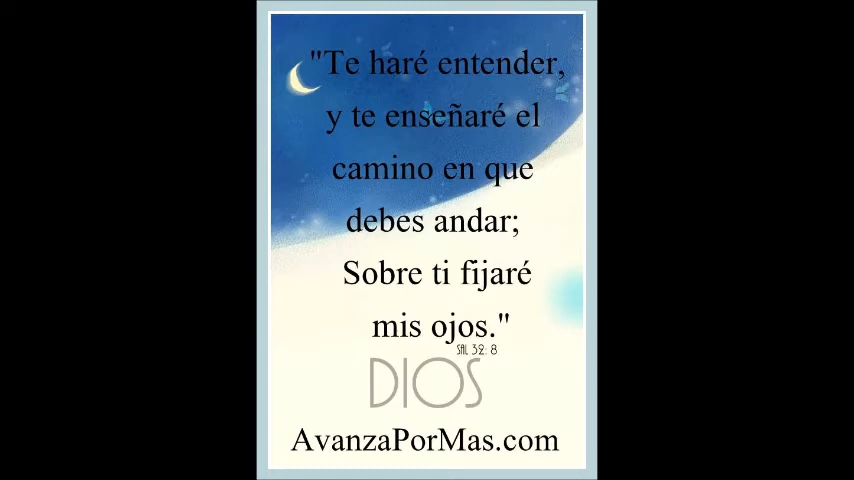 "Te haré entender,
y te enseñaré el
camino en que
debes andar;
Sobre ti fijaré
mis ojos."
SAL 32: 8
DIOS
AvanzaPorMas.com